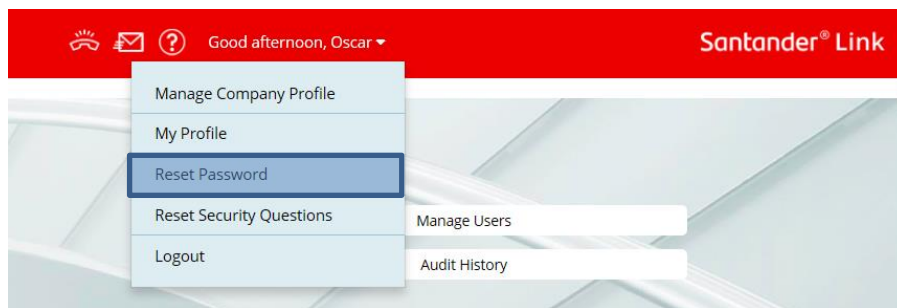 Good afternoon, Oscar
Santander® Link
Manage Company Profile
My Profile
Reset Password
Reset Security Questions
Manage Users
Logout
Audit History